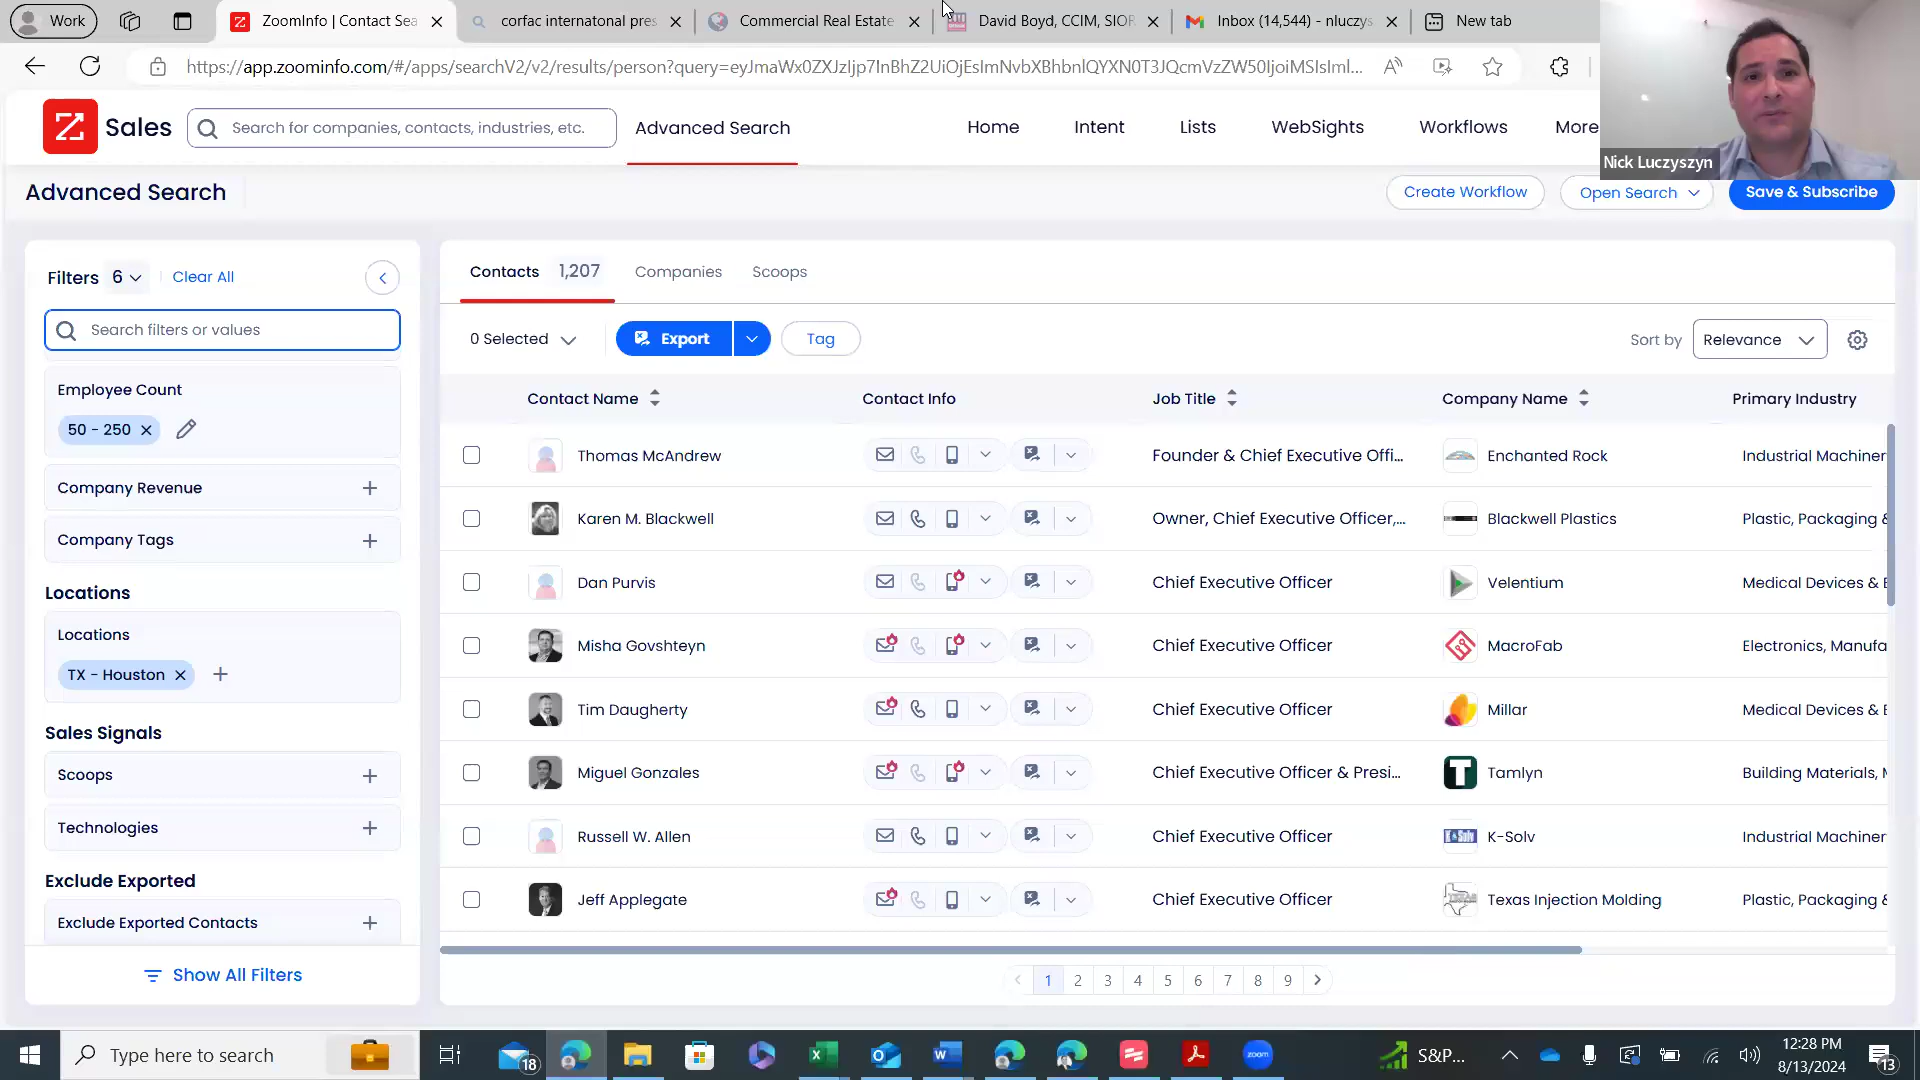 Work
ZoomInfo | Contact Sea
corfac internatonal pres
Commercial Real Estate
David Boyd, CCIM, SIOR
Inbox (14,544) - nluczys
New tab
https://app.zoominfo.com/#/apps/searchV2/v2/results/person?query=eyJmaWx0ZXJzIjp7InBhZ2UiOjEsImNvbXBhbnlQYXN0T3JQcmVzZW50IjoiMSIsImI...
Sales
Search for companies, contacts, industries, etc.
Advanced Search
Home
Intent
Lists
WebSights
Workflows
More
Nick Luczyszyn
Advanced Search
Create Workflow
Open Search
Save & Subscribe
Filters 6
Clear All
Search filters or values
Employee Count
50 - 250
Company Revenue
Company Tags
Locations
Locations
TX - Houston
Sales Signals
Scoops
Technologies
Exclude Exported
Exclude Exported Contacts
Show All Filters
Contacts 1,207
Companies
Scoops
0 Selected
Export
Tag
Sort by
Relevance
Contact Name
Contact Info
Job Title
Company Name
Primary Industry
Thomas McAndrew
Founder & Chief Executive Offi...
Enchanted Rock
Industrial Machiner
Karen M. Blackwell
Owner, Chief Executive Officer,...
Blackwell Plastics
Plastic, Packaging &
Dan Purvis
Chief Executive Officer
Velentium
Medical Devices & E
Misha Govshteyn
Chief Executive Officer
MacroFab
Electronics, Manufa
Tim Daugherty
Chief Executive Officer
Millar
Medical Devices & E
Miguel Gonzales
Chief Executive Officer & Presi...
Tamlyn
Building Materials, M
Russell W. Allen
Chief Executive Officer
K-Solv
Industrial Machiner
Jeff Applegate
Chief Executive Officer
Texas Injection Molding
Plastic, Packaging &
1 2 3 4 5 6 7 8 9
Type here to search
18
zoom
S&P...
12:28 PM
8/13/2024
13